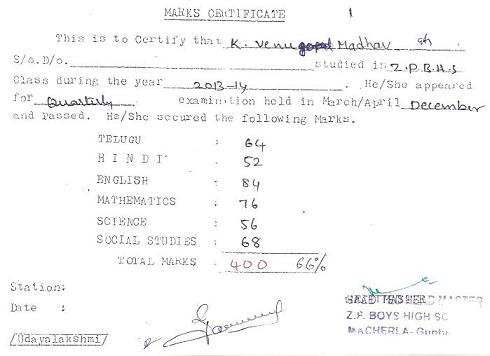 MARKS CERTIFICATE 1
This is to Certify that K. Venugopal Madhav
S/o.D/o. studied in Z.P.B.H.S
Class during the year 2013-14. He/She appeared
for Quarterly examination held in March/April December
and Passed. He/She secured the following Marks.
TELUGU : 64
HINDI : 52
ENGLISH : 84
MATHEMATICS : 76
SCIENCE : 56
SOCIAL STUDIES : 68
TOTAL MARKS : 400 66%
Station:
Date :
Z.P. BOYS HIGH SC
MACHERLA- Guntu
/Udayalakshmi/